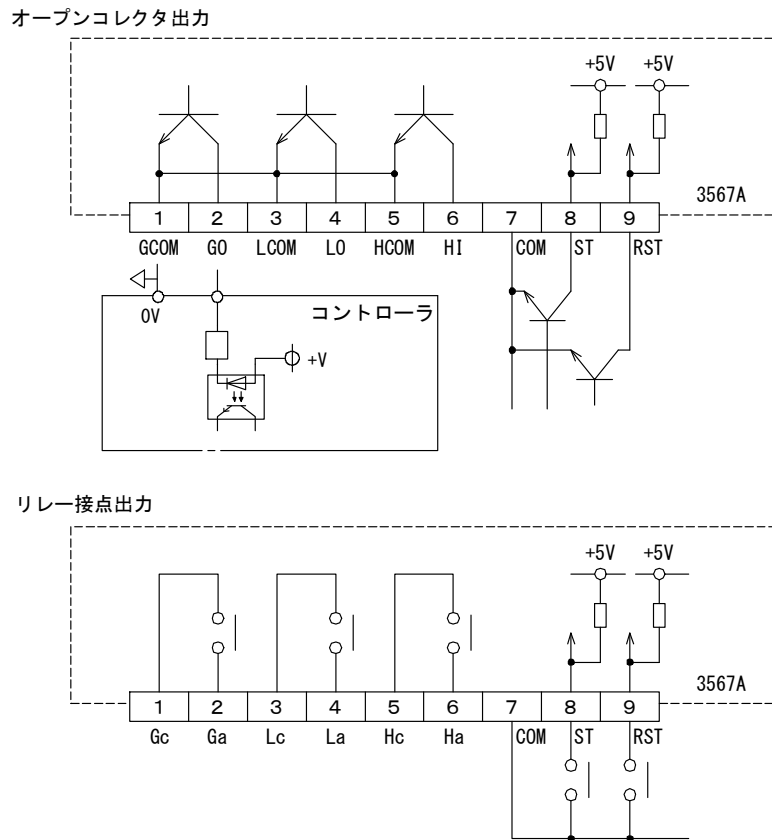 オープンコレクタ出力
+5V +5V
3567A
1 2 3 4 5 6 7 8 9
GCOM GO LCOM LO HCOM HI COM ST RST
コントローラ
0V
+V
リレー接点出力
+5V +5V
3567A
1 2 3 4 5 6 7 8 9
Gc Ga Lc La Hc Ha COM ST RST